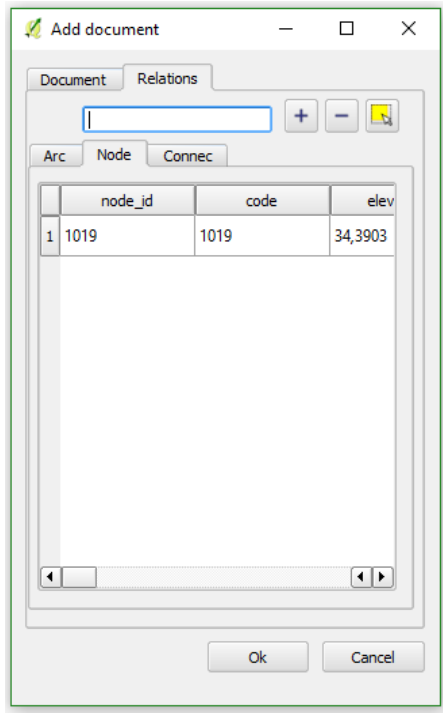 Add document
Document Relations
+ −
Arc Node Connec
node_id code elev
1 1019 1019 34,3903
Ok Cancel